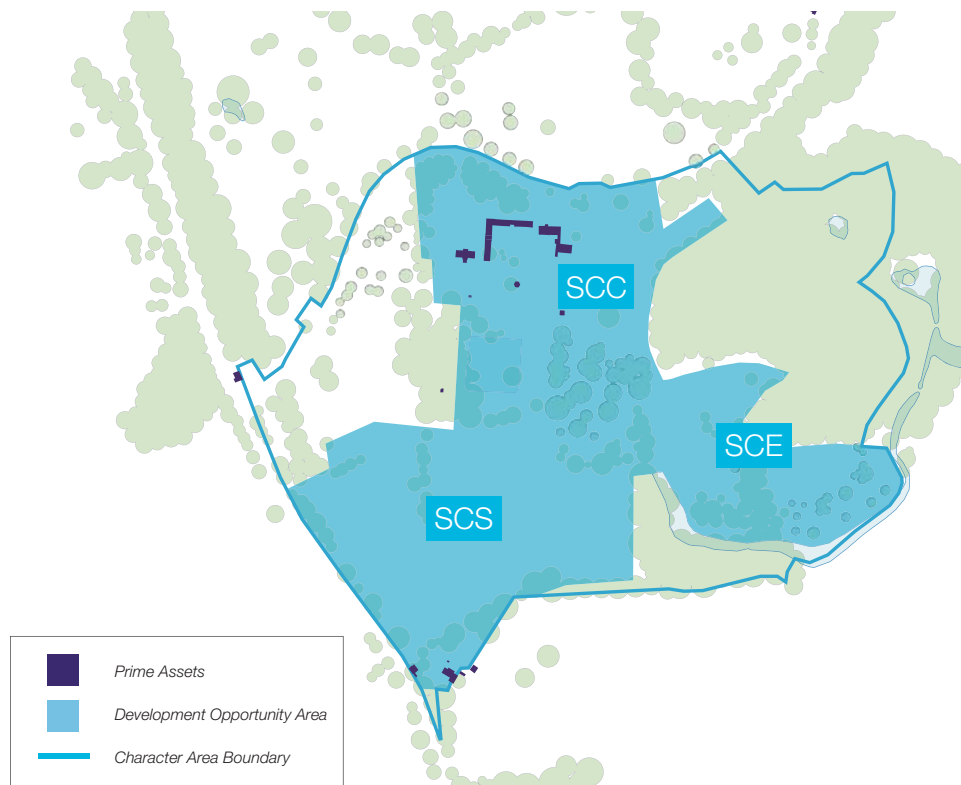 SCC
SCE
SCS
Prime Assets
Development Opportunity Area
Character Area Boundary